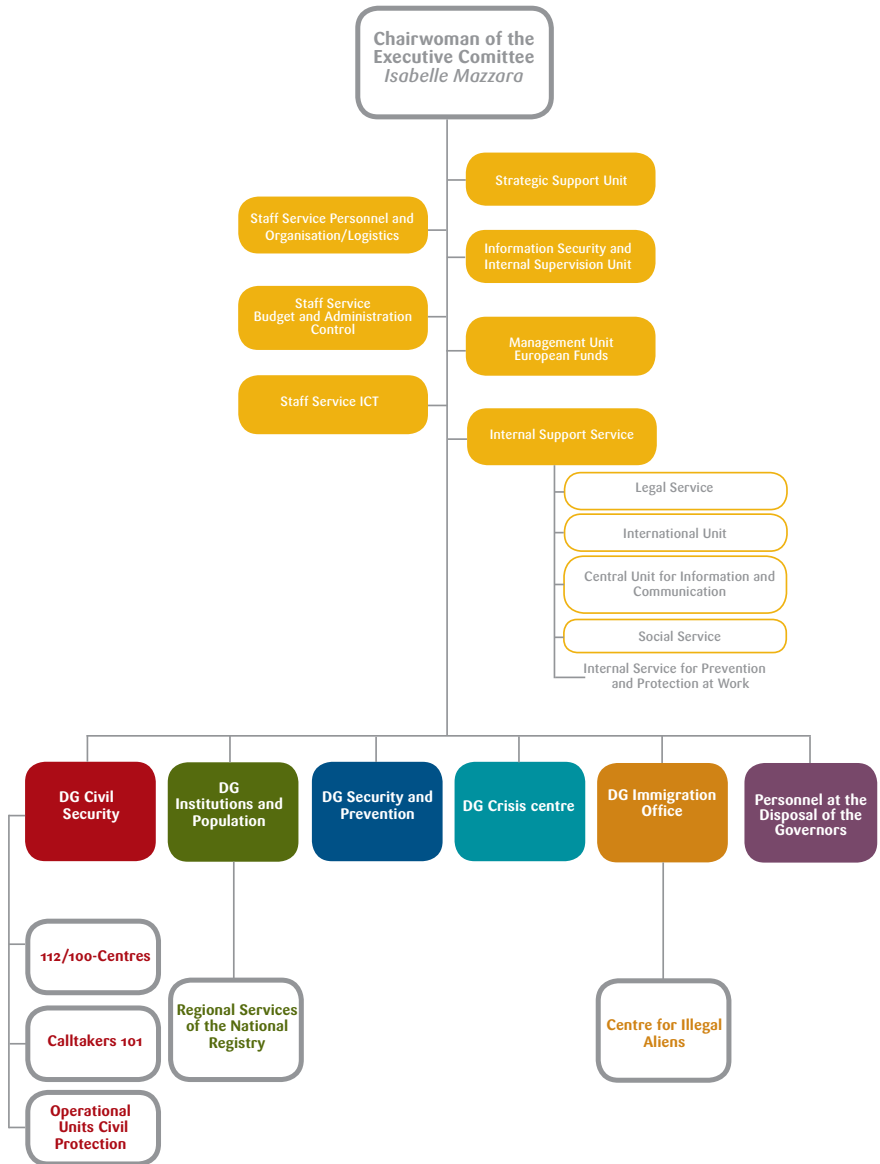 Chairwoman of the
Executive Comittee
Isabelle Mazzara
Strategic Support Unit
Staff Service Personnel and
Organisation/Logistics
Information Security and
Internal Supervision Unit
Staff Service
Budget and Administration
Control
Management Unit
European Funds
Staff Service ICT
Internal Support Service
Legal Service
International Unit
Central Unit for Information and
Communication
Social Service
Internal Service for Prevention
and Protection at Work
DG Civil
Security
DG
Institutions and
Population
DG Security and
Prevention
DG Crisis centre
DG Immigration
Office
Personnel at the
Disposal of the
Governors
112/100-Centres
Calltakers 101
Operational
Units Civil
Protection
Regional Services
of the National
Registry
Centre for Illegal
Aliens